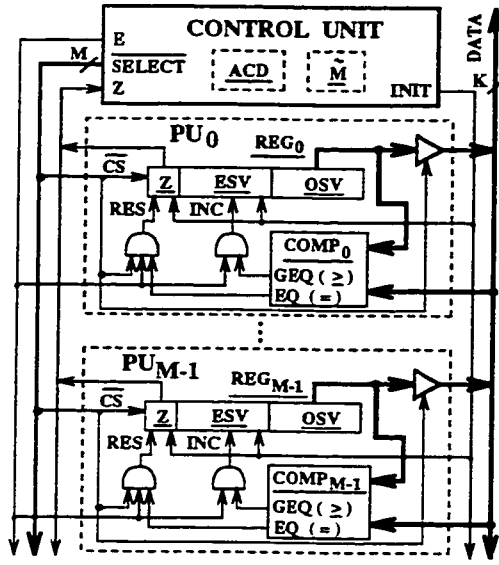 CONTROL UNIT
E
M
SELECT
Z
ACD
M̃
INIT
DATA
K
PU0
REG0
CS
Z ESV OSV
RES INC
COMP0
GEQ (≥)
EQ (=)
PUM-1
REGM-1
CS
Z ESV OSV
RES INC
COMPM-1
GEQ (≥)
EQ (=)